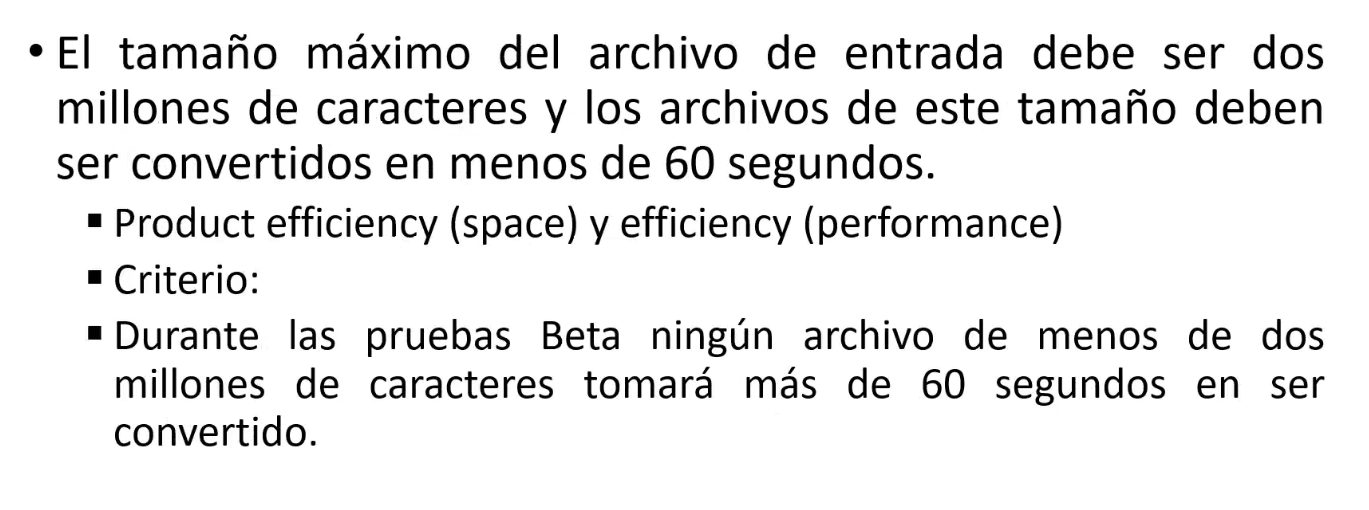 • El tamaño máximo del archivo de entrada debe ser dos
millones de caracteres y los archivos de este tamaño deben
ser convertidos en menos de 60 segundos.
▪ Product efficiency (space) y efficiency (performance)
▪ Criterio:
▪ Durante las pruebas Beta ningún archivo de menos de dos
millones de caracteres tomará más de 60 segundos en ser
convertido.